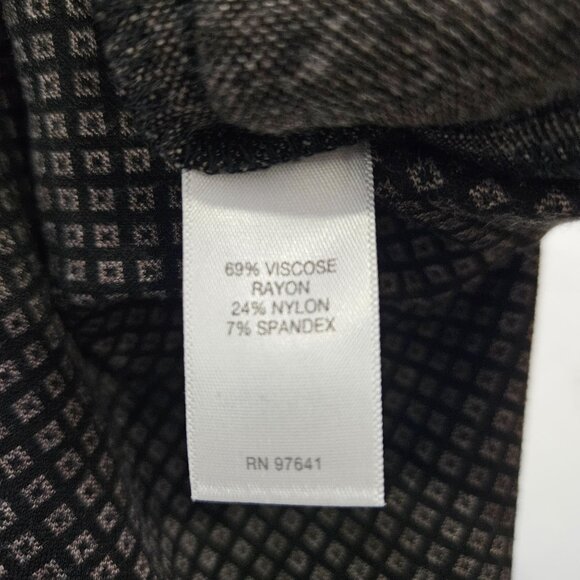 69% VISCOSE
RAYON
24% NYLON
7% SPANDEX
RN 97641